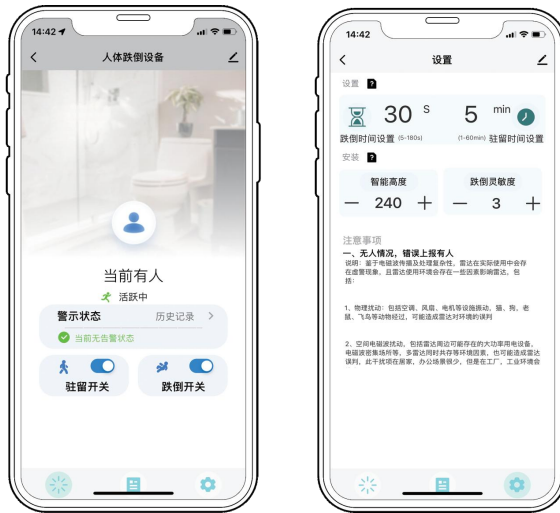 14:42
人体跌倒设备
当前有人
活跃中
警示状态 历史记录 >
当前无告警状态
驻留开关 跌倒开关
14:42
设置
设置 ?
30 S 5 min
跌倒时间设置 (5-180s) (1-60min) 驻留时间设置
安装 ?
智能高度 跌倒灵敏度
— 240 + — 3 +
注意事项
一、无人情况，错误上报有人
说明：鉴于电磁波传播及处理复杂性，雷达在实际使用中会存
在虚警现象，且雷达使用环境会存在一些因素影响雷达，包
括：
1、物理扰动：包括空调、风扇、电机等设施振动，猫、狗、老
鼠、飞鸟等动物经过，可能造成雷达对环境的误判
2、空间电磁波扰动，包括雷达周边可能存在的大功率用电设备，
电磁波密集场所等，多雷达同时共存等环境因素，也可能造成雷达
误判，此干扰项在居家，办公场景很少，但是在工厂，工业环境会